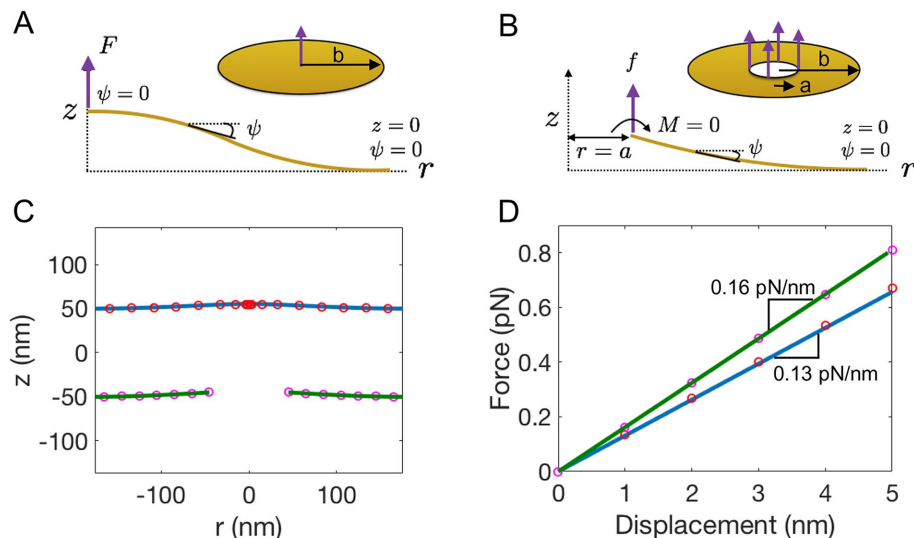 A
F
ψ = 0
z
ψ
z = 0
ψ = 0
r
b
B
f
z
M = 0
r = a
ψ
z = 0
ψ = 0
r
b
a
C
z (nm)
100
50
0
-50
-100
-100
0
100
r (nm)
D
Force (pN)
0.8
0.6
0.4
0.2
0
0.16 pN/nm
0.13 pN/nm
0
1
2
3
4
5
Displacement (nm)